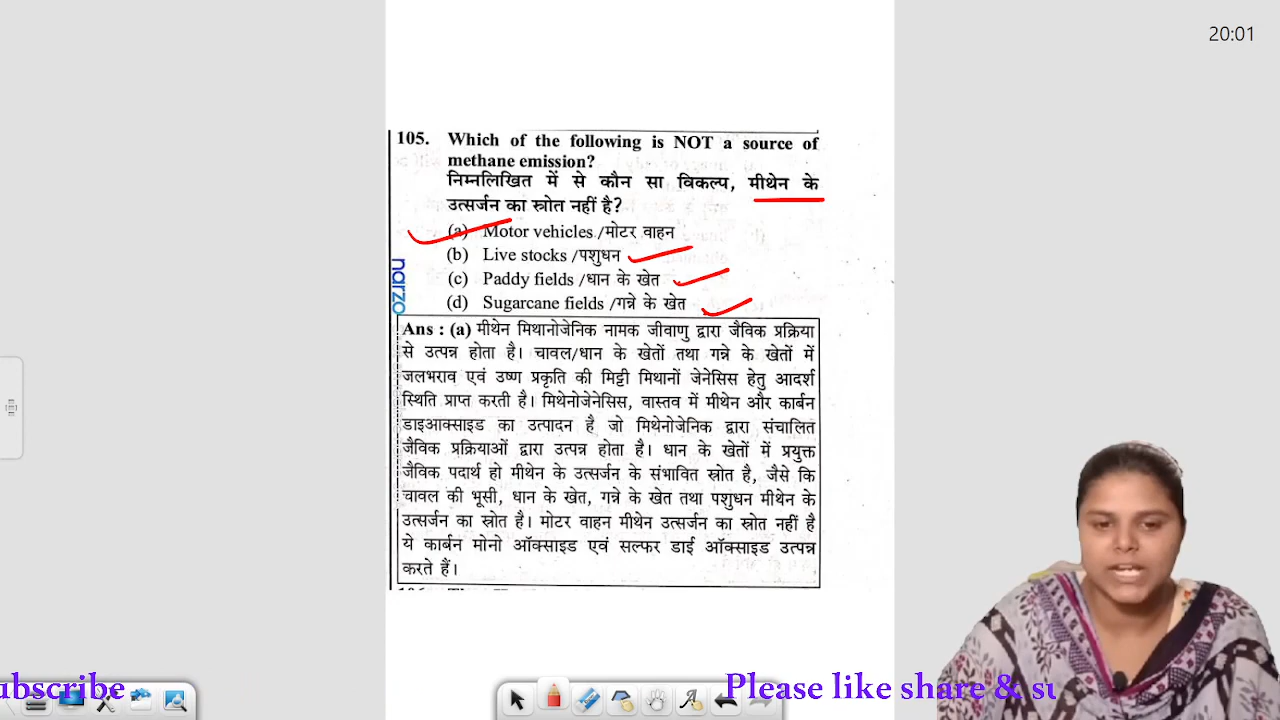 20:01
105. Which of the following is NOT a source of
methane emission?
निम्नलिखित में से कौन सा विकल्प, मीथेन के
उत्सर्जन का स्त्रोत नहीं है?
(a) Motor vehicles /मोटर वाहन
(b) Live stocks /पशुधन
(c) Paddy fields /धान के खेत
(d) Sugarcane fields /गन्ने के खेत
narzo
Ans : (a) मीथेन मिथानोजेनिक नामक जीवाणु द्वारा जैविक प्रक्रिया
से उत्पन्न होता है। चावल/धान के खेतों तथा गन्ने के खेतों में
जलभराव एवं उष्ण प्रकृति की मिट्टी मिथानों जेनेसिस हेतु आदर्श
स्थिति प्राप्त करती है। मिथेनोजेनेसिस, वास्तव में मीथेन और कार्बन
डाइआक्साइड का उत्पादन है जो मिथेनोजेनिक द्वारा संचालित
जैविक प्रक्रियाओं द्वारा उत्पन्न होता है। धान के खेतों में प्रयुक्त
जैविक पदार्थ हो मीथेन के उत्सर्जन के संभावित स्त्रोत है, जैसे कि
चावल की भूसी, धान के खेत, गन्ने के खेत तथा पशुधन मीथेन के
उत्सर्जन का स्त्रोत है। मोटर वाहन मीथेन उत्सर्जन का स्त्रोत नहीं है
ये कार्बन मोनो ऑक्साइड एवं सल्फर डाई ऑक्साइड उत्पन्न
करते हैं।
ubscribe
Please like share & su